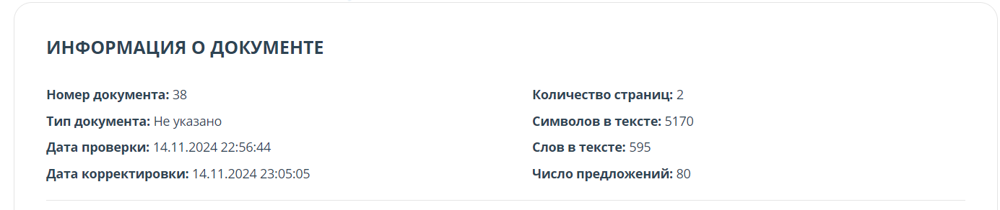 ИНФОРМАЦИЯ О ДОКУМЕНТЕ
Номер документа: 38
Тип документа: Не указано
Дата проверки: 14.11.2024 22:56:44
Дата корректировки: 14.11.2024 23:05:05
Количество страниц: 2
Символов в тексте: 5170
Слов в тексте: 595
Число предложений: 80